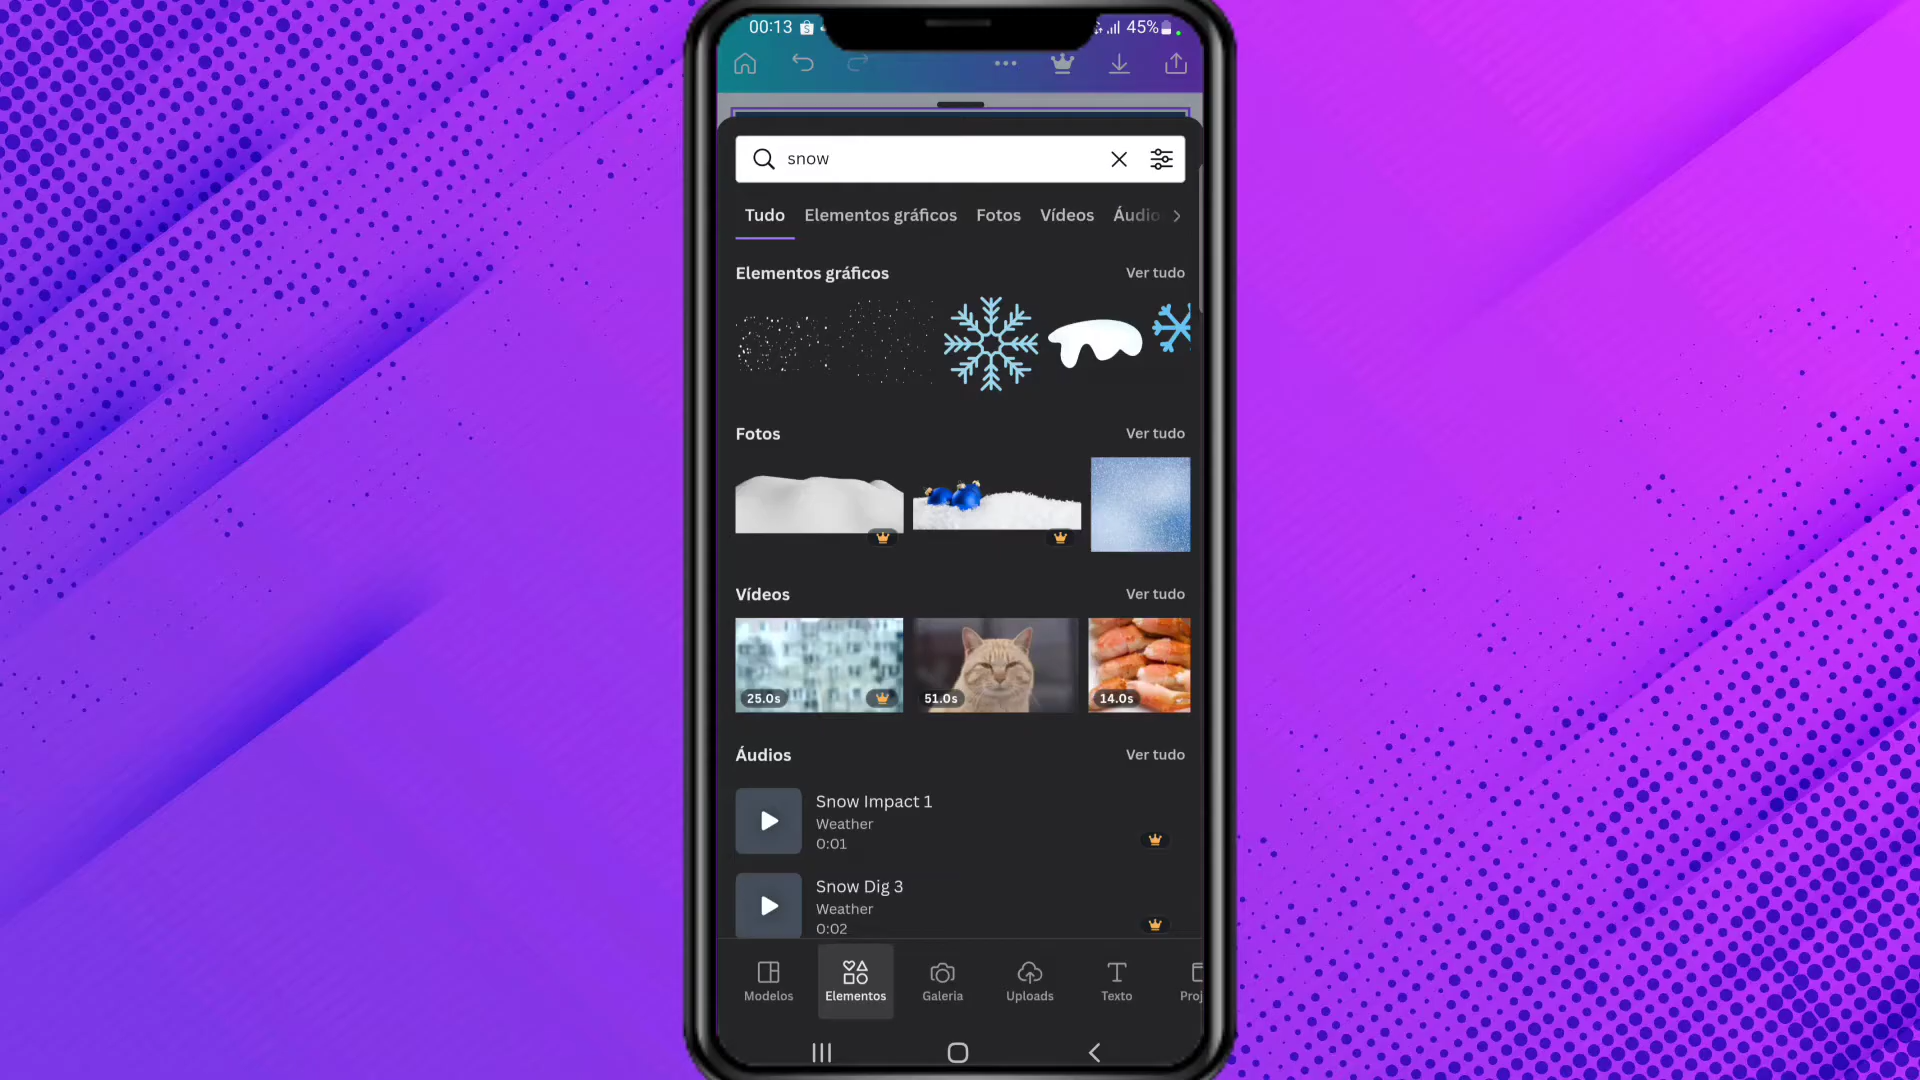 00:13
45%
snow
Tudo Elementos gráficos Fotos Vídeos Áudio
Elementos gráficos Ver tudo
Fotos Ver tudo
Vídeos Ver tudo
25.0s 51.0s 14.0s
Áudios Ver tudo
Snow Impact 1
Weather
0:01
Snow Dig 3
Weather
0:02
Modelos Elementos Galeria Uploads Texto Proj